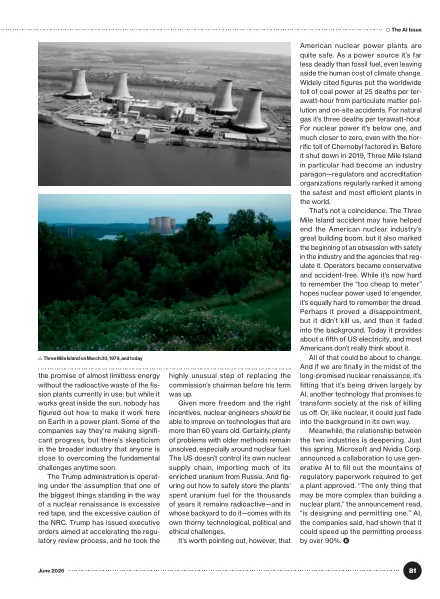 The AI Issue
Three Mile Island on March 30, 1979, and today
the promise of almost limitless energy
without the radioactive waste of the fis-
sion plants currently in use; but while it
works great inside the sun, nobody has
figured out how to make it work here
on Earth in a power plant. Some of the
companies say they're making signifi-
cant progress, but there's skepticism
in the broader industry that anyone is
close to overcoming the fundamental
challenges anytime soon.
The Trump administration is operat-
ing under the assumption that one of
the biggest things standing in the way
of a nuclear renaissance is excessive
red tape, and the excessive caution of
the NRC. Trump has issued executive
orders aimed at accelerating the regu-
latory review process, and he took the
highly unusual step of replacing the
commission's chairman before his term
was up.
Given more freedom and the right
incentives, nuclear engineers should be
able to improve on technologies that are
more than 60 years old. Certainly, plenty
of problems with older methods remain
unsolved, especially around nuclear fuel:
The US doesn't control its own nuclear
supply chain, importing much of its
enriched uranium from Russia. And fig-
uring out how to safely store the plants'
spent uranium fuel for the thousands
of years it remains radioactive—and in
whose backyard to do it—comes with its
own thorny technological, political and
ethical challenges.
It's worth pointing out, however, that
American nuclear power plants are
quite safe. As a power source it's far
less deadly than fossil fuel, even leaving
aside the human cost of climate change.
Widely cited figures put the worldwide
toll of coal power at 25 deaths per ter-
awatt-hour from particulate matter pol-
lution and on-site accidents. For natural
gas it's three deaths per terawatt-hour.
For nuclear power it's below one, and
much closer to zero, even with the hor-
rific toll of Chernobyl factored in. Before
it shut down in 2019, Three Mile Island
in particular had become an industry
paragon—regulators and accreditation
organizations regularly ranked it among
the safest and most efficient plants in
the world.
That's not a coincidence. The Three
Mile Island accident may have helped
end the American nuclear industry's
great building boom, but it also marked
the beginning of an obsession with safety
in the industry and the agencies that reg-
ulate it. Operators became conservative
and accident-free. While it's now hard
to remember the "too cheap to meter"
hopes nuclear power used to engender,
it's equally hard to remember the dread.
Perhaps it proved a disappointment,
but it didn't kill us, and then it faded
into the background. Today it provides
about a fifth of US electricity, and most
Americans don't really think about it.
All of that could be about to change.
And if we are finally in the midst of the
long-promised nuclear renaissance, it's
fitting that it's being driven largely by
AI, another technology that promises to
transform society at the risk of killing
us off. Or, like nuclear, it could just fade
into the background in its own way.
Meanwhile, the relationship between
the two industries is deepening. Just
this spring, Microsoft and Nvidia Corp.
announced a collaboration to use gen-
erative AI to fill out the mountains of
regulatory paperwork required to get
a plant approved. "The only thing that
may be more complex than building a
nuclear plant," the announcement read,
"is designing and permitting one." AI,
the companies said, had shown that it
could speed up the permitting process
by over 90%.
June 2026
81